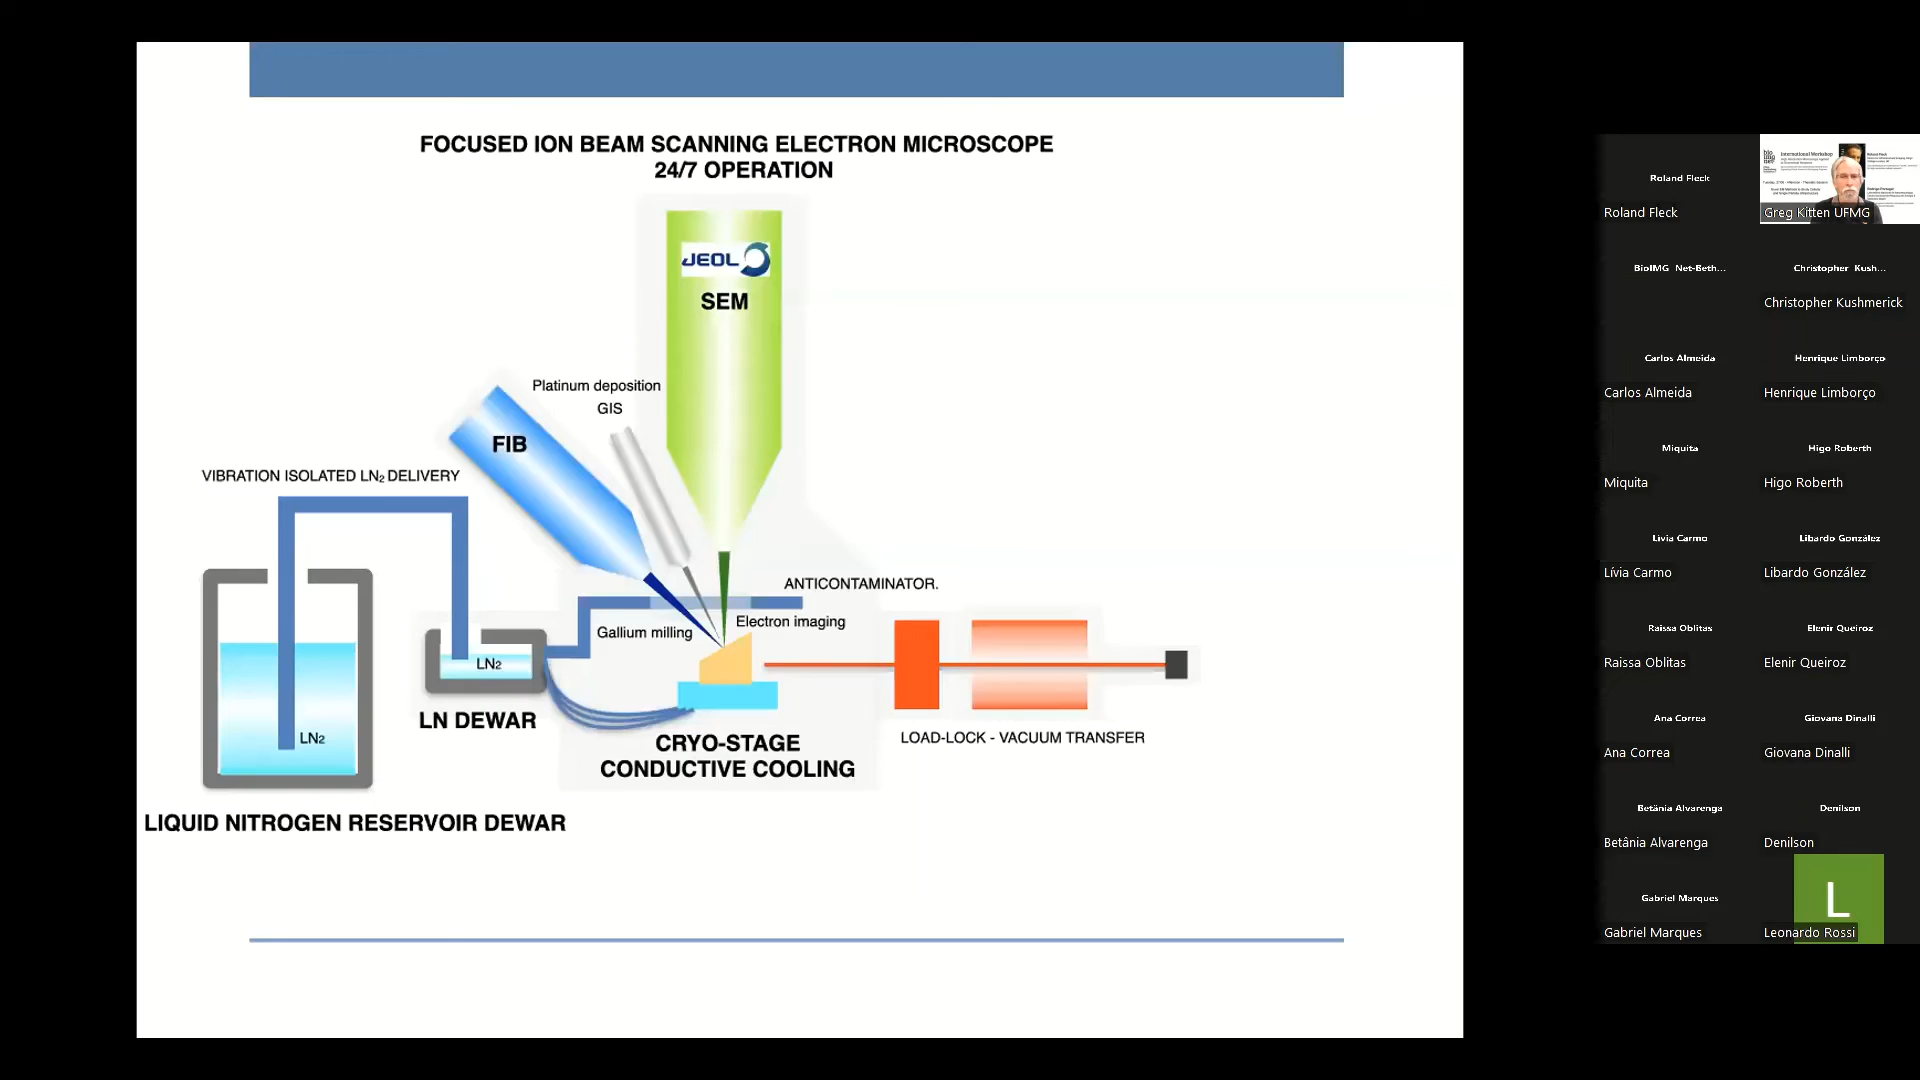 FOCUSED ION BEAM SCANNING ELECTRON MICROSCOPE
24/7 OPERATION
JEOL
SEM
Platinum deposition
GIS
FIB
VIBRATION ISOLATED LN2 DELIVERY
ANTICONTAMINATOR.
Electron imaging
Gallium milling
LN2
LN DEWAR
LN2
CRYO-STAGE
CONDUCTIVE COOLING
LOAD-LOCK - VACUUM TRANSFER
LIQUID NITROGEN RESERVOIR DEWAR
Roland Fleck
Roland Fleck
International Workshop
Greg Kitten UFMG
BioIMG Net-Beth...
Christopher Kush...
Christopher Kushmerick
Carlos Almeida
Carlos Almeida
Henrique Limborço
Henrique Limborço
Miquita
Miquita
Higo Roberth
Higo Roberth
Lívia Carmo
Lívia Carmo
Libardo González
Libardo González
Raissa Oblitas
Raissa Oblitas
Elenir Queiroz
Elenir Queiroz
Ana Correa
Ana Correa
Giovana Dinalli
Giovana Dinalli
Betânia Alvarenga
Betânia Alvarenga
Denilson
Denilson
Gabriel Marques
Gabriel Marques
L
Leonardo Rossi